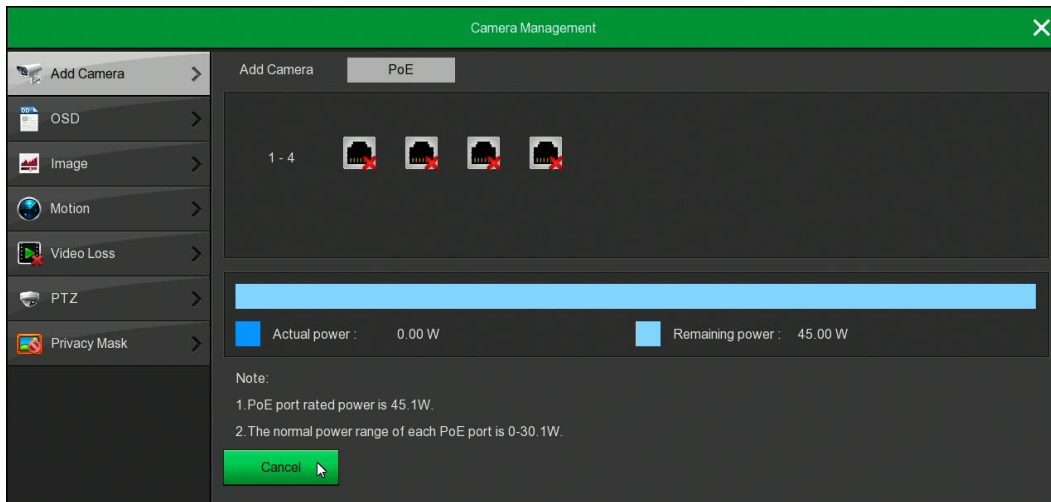 Camera Management
Add Camera
Add Camera PoE
OSD
1 - 4
Image
Motion
Video Loss
PTZ
Actual power : 0.00 W Remaining power : 45.00 W
Privacy Mask
Note:
1.PoE port rated power is 45.1W.
2.The normal power range of each PoE port is 0-30.1W.
Cancel